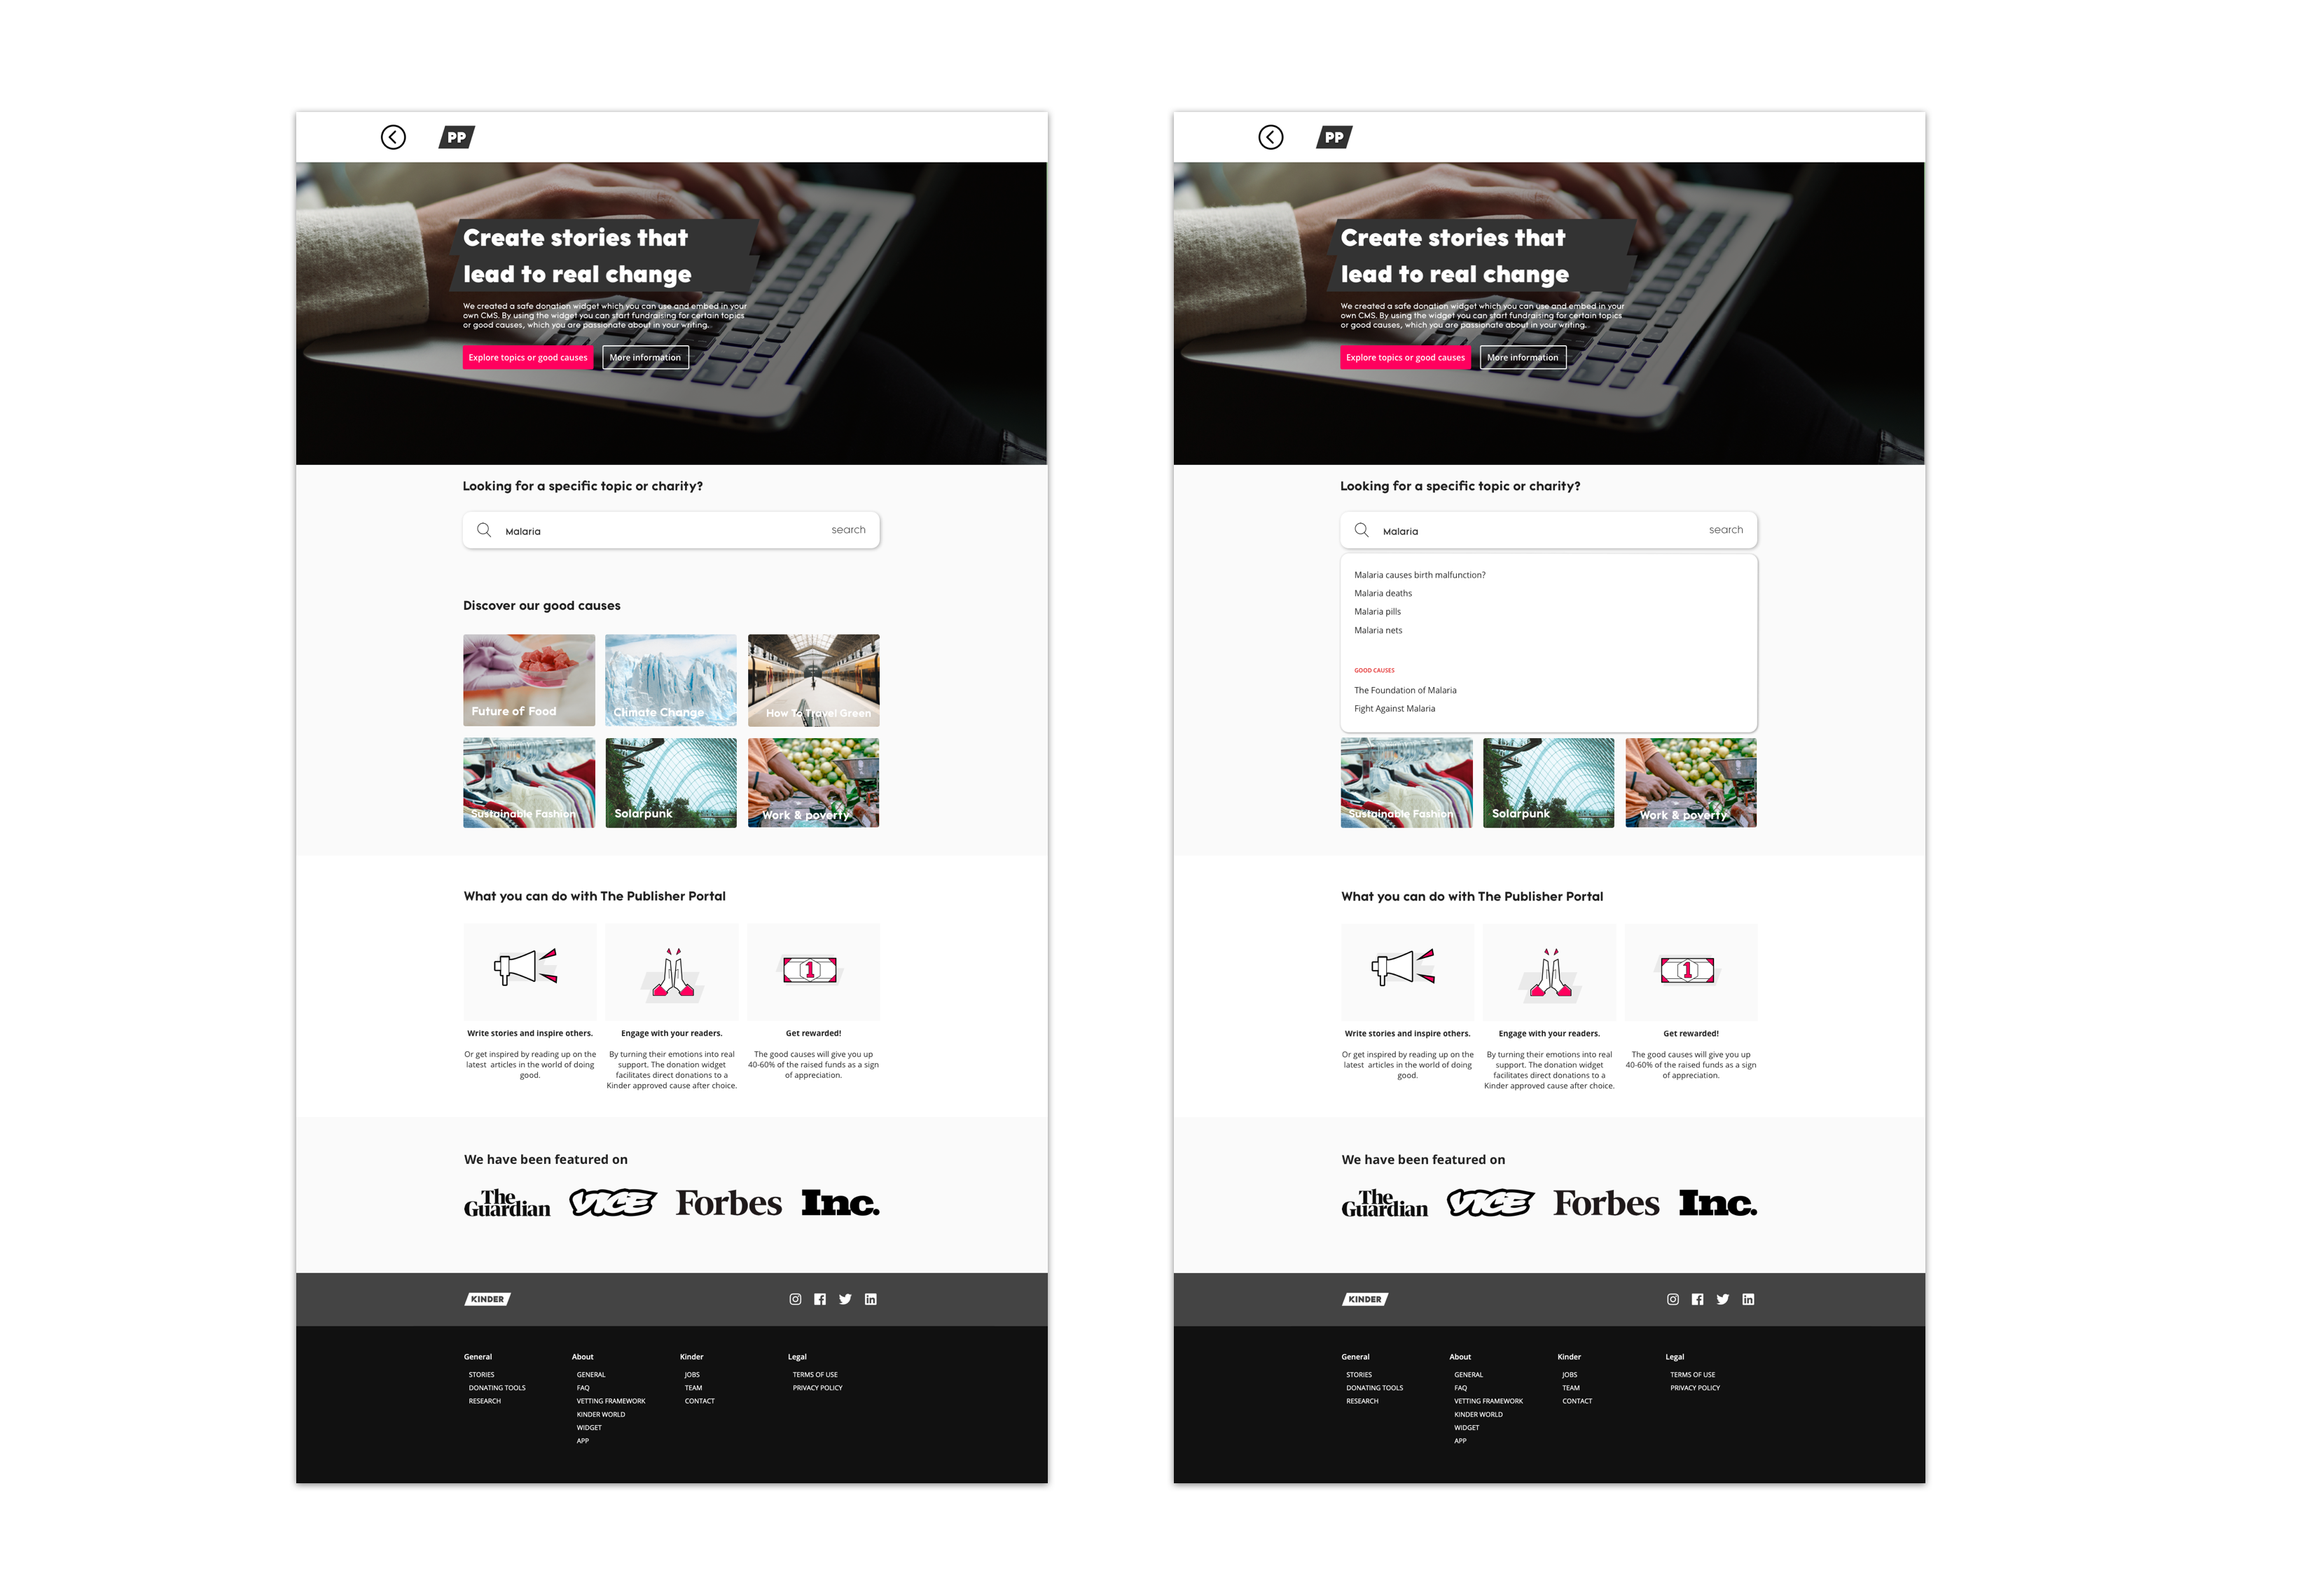 PP
Create stories that
lead to real change
We created a safe donation widget which you can use and embed in your
own CMS. By using the widget you can start fundraising for certain topics
or good causes, which you are passionate about in your writing.
Explore topics or good causes
More information
Looking for a specific topic or charity?
Malaria
search
Discover our good causes
Future of Food
Climate Change
How To Travel Green
Sustainable Fashion
Solarpunk
Work & poverty
What you can do with The Publisher Portal
1
Write stories and inspire others.
Or get inspired by reading up on the
latest articles in the world of doing
good.
Engage with your readers.
By turning their emotions into real
support. The donation widget
facilitates direct donations to a
Kinder approved cause after choice.
Get rewarded!
The good causes will give you up
40-60% of the raised funds as a sign
of appreciation.
We have been featured on
The
Guardian
VICE
Forbes
Inc.
KINDER
General
STORIES
DONATING TOOLS
RESEARCH
About
GENERAL
FAQ
VETTING FRAMEWORK
KINDER WORLD
WIDGET
APP
Kinder
JOBS
TEAM
CONTACT
Legal
TERMS OF USE
PRIVACY POLICY
PP
Create stories that
lead to real change
We created a safe donation widget which you can use and embed in your
own CMS. By using the widget you can start fundraising for certain topics
or good causes, which you are passionate about in your writing.
Explore topics or good causes
More information
Looking for a specific topic or charity?
Malaria
search
Malaria causes birth malfunction?
Malaria deaths
Malaria pills
Malaria nets
GOOD CAUSES
The Foundation of Malaria
Fight Against Malaria
Sustainable Fashion
Solarpunk
Work & poverty
What you can do with The Publisher Portal
1
Write stories and inspire others.
Or get inspired by reading up on the
latest articles in the world of doing
good.
Engage with your readers.
By turning their emotions into real
support. The donation widget
facilitates direct donations to a
Kinder approved cause after choice.
Get rewarded!
The good causes will give you up
40-60% of the raised funds as a sign
of appreciation.
We have been featured on
The
Guardian
VICE
Forbes
Inc.
KINDER
General
STORIES
DONATING TOOLS
RESEARCH
About
GENERAL
FAQ
VETTING FRAMEWORK
KINDER WORLD
WIDGET
APP
Kinder
JOBS
TEAM
CONTACT
Legal
TERMS OF USE
PRIVACY POLICY